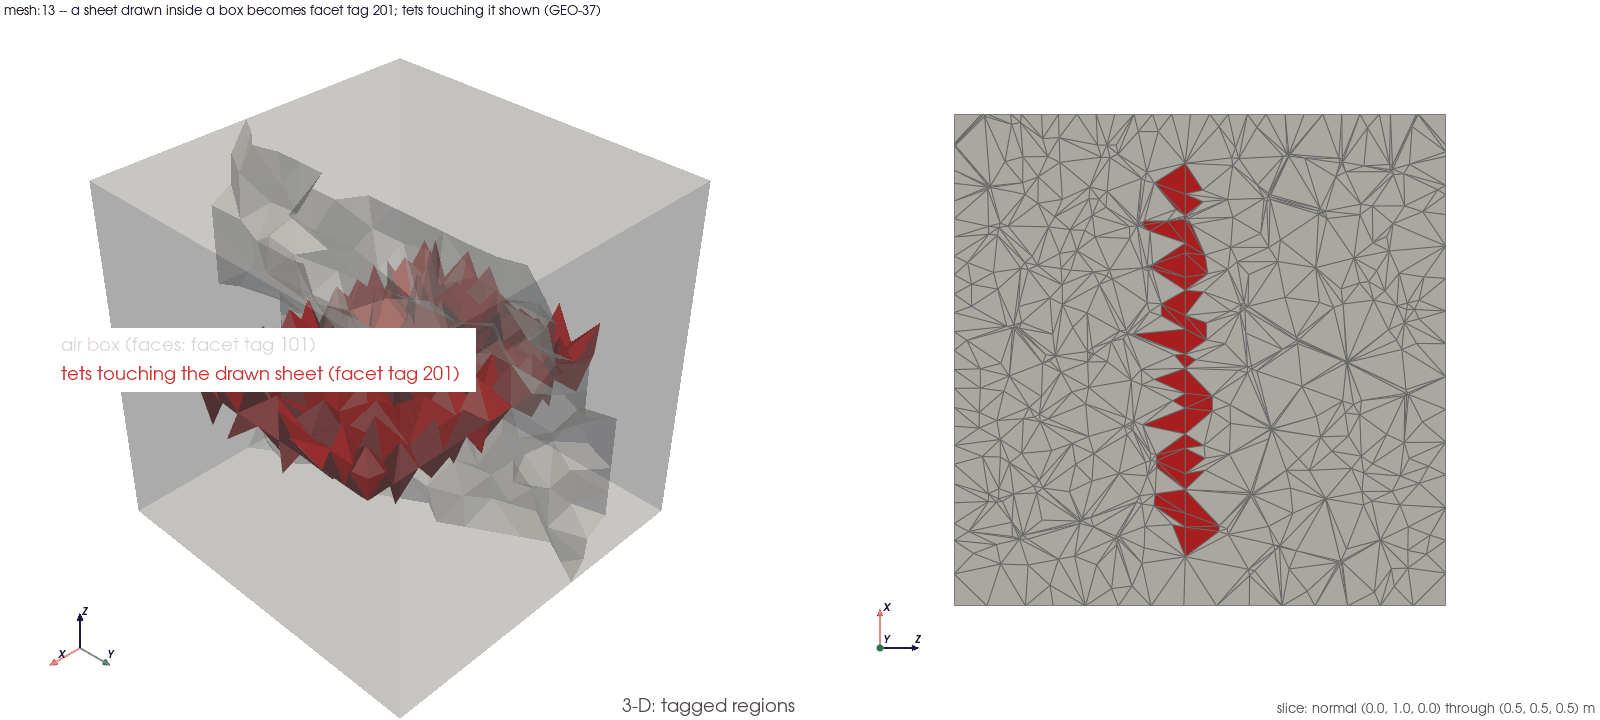 mesh:13 -- a sheet drawn inside a box becomes facet tag 201; tets touching it shown (GEO-37)
air box (faces: facet tag 101)
tets touching the drawn sheet (facet tag 201)
Z
X
Y
X
Y
Z
3-D: tagged regions
slice: normal (0.0, 1.0, 0.0) through (0.5, 0.5, 0.5) m